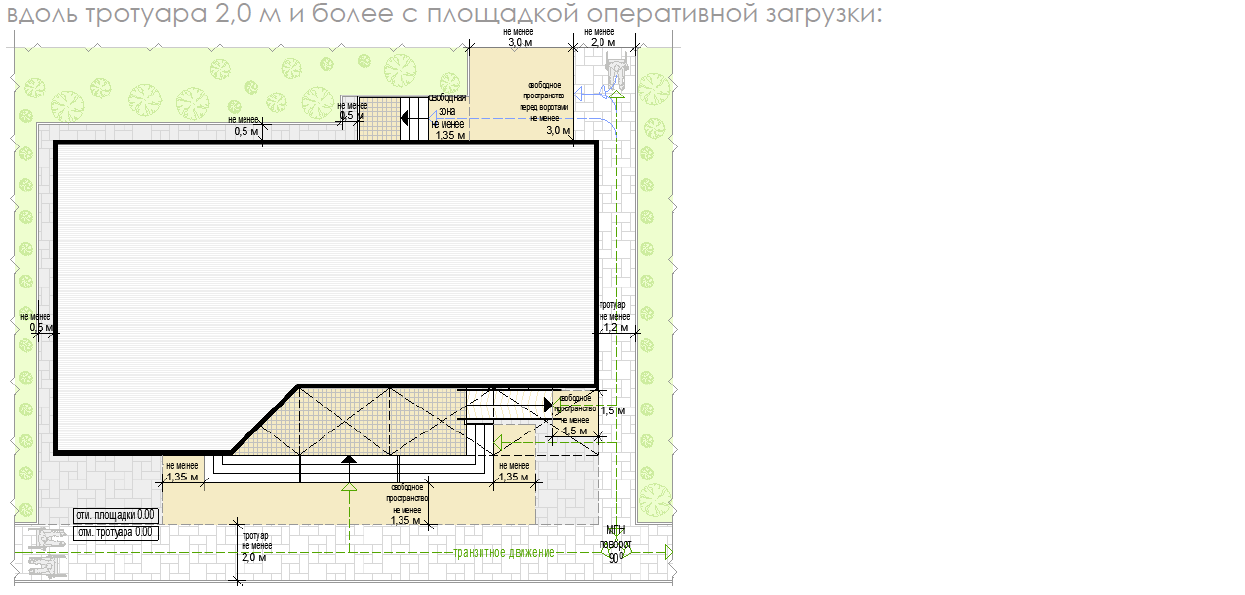 вдоль тротуара 2,0 м и более с площадкой оперативной загрузки:
не менее
3,0 м
не менее
2,0 м
свободное
пространство
перед воротами
не менее
3,0 м
свободная
зона
не менее
1,35 м
не менее
0,5 м
не менее
0,5 м
не менее
0,5 м
тротуар
не менее
1,2 м
свободное
пространство
не менее
1,5 м
1,5 м
не менее
1,35 м
не менее
1,35 м
свободное
пространство
не менее
1,35 м
отм. площадки 0.00
отм. тротуара 0.00
тротуар
не менее
2,0 м
транзитное движение
МГН
поворот
90°